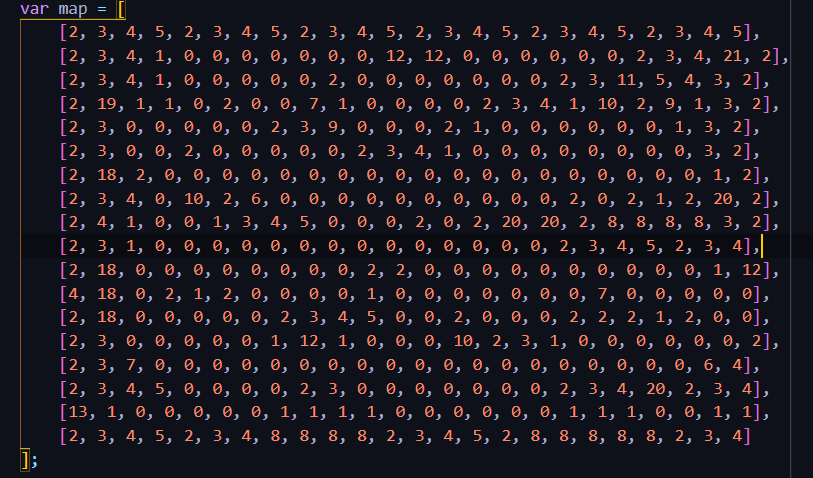 var map = [
    [2, 3, 4, 5, 2, 3, 4, 5, 2, 3, 4, 5, 2, 3, 4, 5, 2, 3, 4, 5, 2, 3, 4, 5],
    [2, 3, 4, 1, 0, 0, 0, 0, 0, 0, 0, 12, 12, 0, 0, 0, 0, 0, 0, 2, 3, 4, 21, 2],
    [2, 3, 4, 1, 0, 0, 0, 0, 0, 2, 0, 0, 0, 0, 0, 0, 0, 2, 3, 11, 5, 4, 3, 2],
    [2, 19, 1, 1, 0, 2, 0, 0, 7, 1, 0, 0, 0, 0, 2, 3, 4, 1, 10, 2, 9, 1, 3, 2],
    [2, 3, 0, 0, 0, 0, 0, 2, 3, 9, 0, 0, 0, 2, 1, 0, 0, 0, 0, 0, 0, 1, 3, 2],
    [2, 3, 0, 0, 2, 0, 0, 0, 0, 0, 2, 3, 4, 1, 0, 0, 0, 0, 0, 0, 0, 0, 3, 2],
    [2, 18, 2, 0, 0, 0, 0, 0, 0, 0, 0, 0, 0, 0, 0, 0, 0, 0, 0, 0, 0, 0, 1, 2],
    [2, 3, 4, 0, 10, 2, 6, 0, 0, 0, 0, 0, 0, 0, 0, 0, 0, 2, 0, 2, 1, 2, 20, 2],
    [2, 4, 1, 0, 0, 1, 3, 4, 5, 0, 0, 0, 2, 0, 2, 20, 20, 2, 8, 8, 8, 8, 3, 2],
    [2, 3, 1, 0, 0, 0, 0, 0, 0, 0, 0, 0, 0, 0, 0, 0, 0, 2, 3, 4, 5, 2, 3, 4],
    [2, 18, 0, 0, 0, 0, 0, 0, 0, 0, 2, 2, 0, 0, 0, 0, 0, 0, 0, 0, 0, 0, 1, 12],
    [4, 18, 0, 2, 1, 2, 0, 0, 0, 0, 1, 0, 0, 0, 0, 0, 0, 0, 7, 0, 0, 0, 0, 0],
    [2, 18, 0, 0, 0, 0, 0, 2, 3, 4, 5, 0, 0, 2, 0, 0, 0, 2, 2, 2, 1, 2, 0, 0],
    [2, 3, 0, 0, 0, 0, 0, 1, 12, 1, 0, 0, 0, 10, 2, 3, 1, 0, 0, 0, 0, 0, 0, 2],
    [2, 3, 7, 0, 0, 0, 0, 0, 0, 0, 0, 0, 0, 0, 0, 0, 0, 0, 0, 0, 0, 0, 6, 4],
    [2, 3, 4, 5, 0, 0, 0, 0, 2, 3, 0, 0, 0, 0, 0, 0, 0, 2, 3, 4, 20, 2, 3, 4],
    [13, 1, 0, 0, 0, 0, 0, 1, 1, 1, 1, 0, 0, 0, 0, 0, 0, 1, 1, 1, 0, 0, 1, 1],
    [2, 3, 4, 5, 2, 3, 4, 8, 8, 8, 8, 2, 3, 4, 5, 2, 8, 8, 8, 8, 8, 2, 3, 4]
];